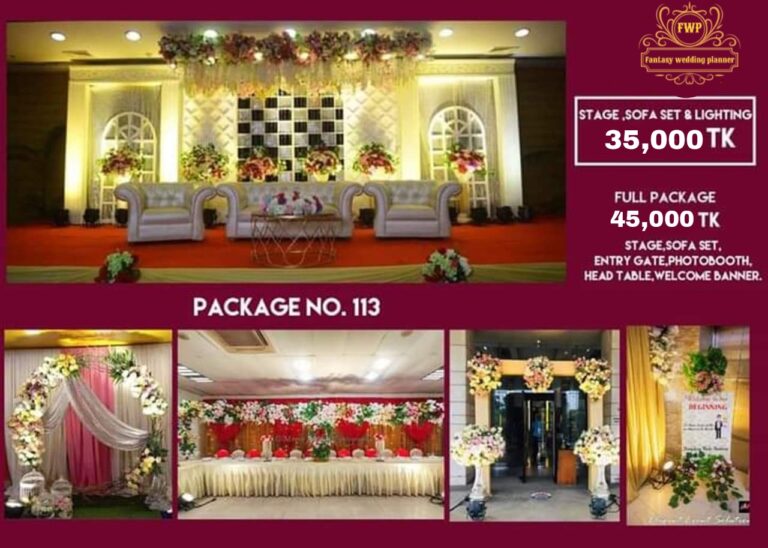 FWP
Fantasy wedding planner
STAGE ,SOFA SET & LIGHTING
35,000 TK
FULL PACKAGE
45,000 TK
STAGE,SOFA SET,
ENTRY GATE,PHOTOBOOTH,
HEAD TABLE,WELCOME BANNER.
PACKAGE NO. 113
BEGINNING